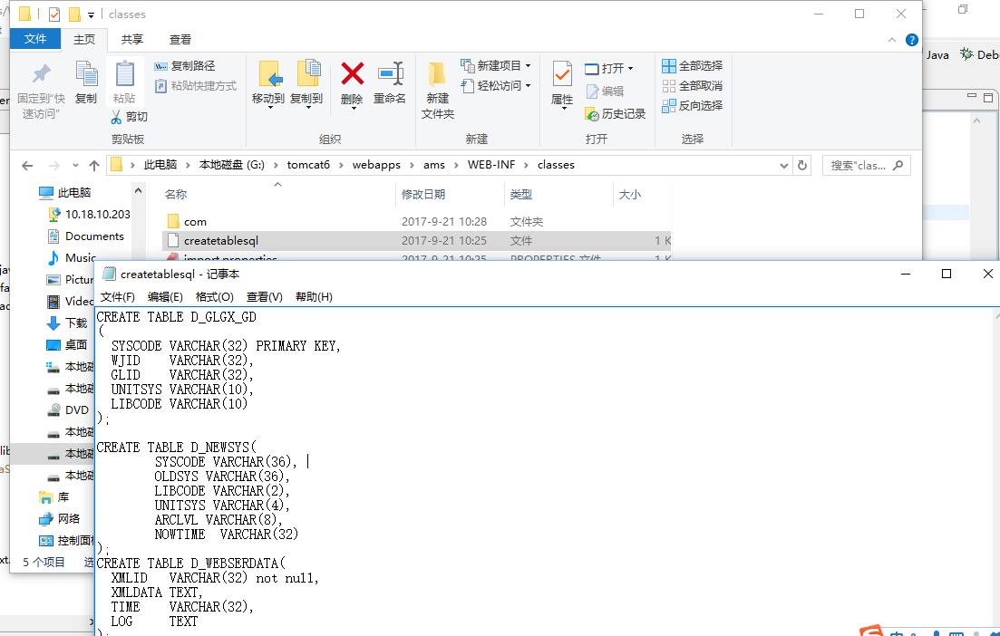 classes
文件 主页 共享 查看
Java Deb
固定到“快速访问”
复制
粘贴
复制路径
粘贴快捷方式
剪切
移动到 复制到 删除 重命名
新建文件夹
新建项目
轻松访问
属性
打开
编辑
历史记录
全部选择
全部取消
反向选择
剪贴板 组织 新建 打开 选择
此电脑 本地磁盘 (G:) tomcat6 webapps ams WEB-INF classes
搜索"clas...
名称 修改日期 类型 大小
com 2017-9-21 10:28 文件夹
createtablesql 2017-9-21 10:25 文件 1 K
import.properties 2017-9-21 10:25 PROPERTIES 文件 1 K
此电脑
10.18.10.203
Documents
Music
Pictur
Video
下载
桌面
本地磁
本地磁
DVD
本地磁
本地磁
本地磁
库
网络
控制面板
5 个项目 选
createtablesql - 记事本
文件(F) 编辑(E) 格式(O) 查看(V) 帮助(H)
CREATE TABLE D_GLGX_GD
(
SYSCODE VARCHAR(32) PRIMARY KEY,
WJID VARCHAR(32),
GLID VARCHAR(32),
UNITSYS VARCHAR(10),
LIBCODE VARCHAR(10)
);
CREATE TABLE D_NEWSYS(
SYSCODE VARCHAR(36),
OLDSYS VARCHAR(36),
LIBCODE VARCHAR(2),
UNITSYS VARCHAR(4),
ARCLVL VARCHAR(8),
NOWTIME VARCHAR(32)
);
CREATE TABLE D_WEBSERDATA(
XMLID VARCHAR(32) not null,
XMLDATA TEXT,
TIME VARCHAR(32),
LOG TEXT
);